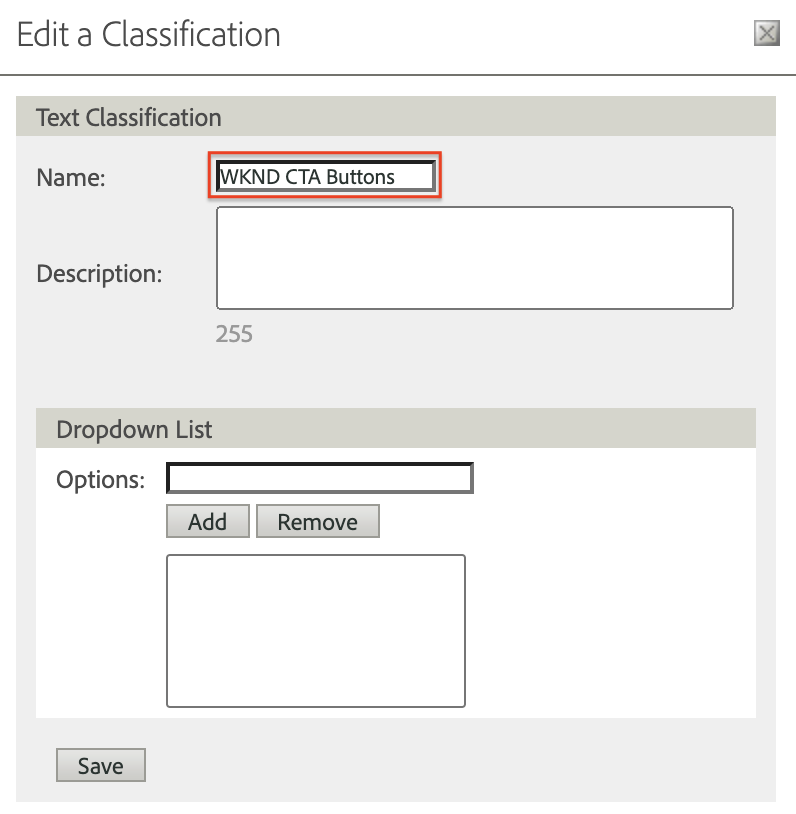 Edit a Classification
Text Classification
Name: WKND CTA Buttons
Description:
255
Dropdown List
Options:
Add Remove
Save